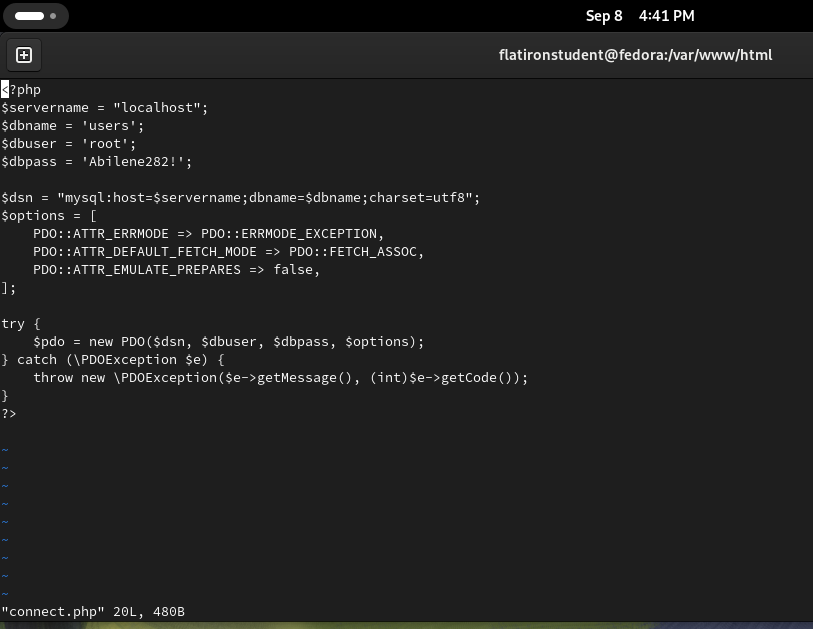 Sep 8 4:41 PM
flatironstudent@fedora:/var/www/html
<?php
$servername = "localhost";
$dbname = 'users';
$dbuser = 'root';
$dbpass = 'Abilene282!';
$dsn = "mysql:host=$servername;dbname=$dbname;charset=utf8";
$options = [
    PDO::ATTR_ERRMODE => PDO::ERRMODE_EXCEPTION,
    PDO::ATTR_DEFAULT_FETCH_MODE => PDO::FETCH_ASSOC,
    PDO::ATTR_EMULATE_PREPARES => false,
];
try {
    $pdo = new PDO($dsn, $dbuser, $dbpass, $options);
} catch (\PDOException $e) {
    throw new \PDOException($e->getMessage(), (int)$e->getCode());
}
?>
~
~
~
~
~
~
~
~
~
"connect.php" 20L, 480B